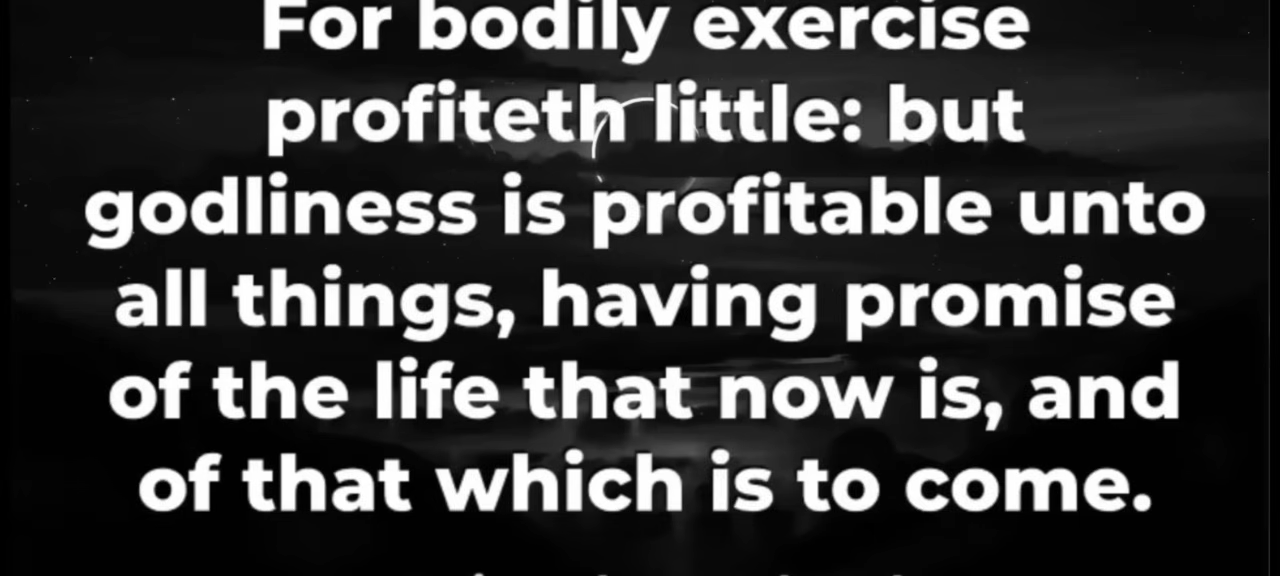 For bodily exercise
profiteth little: but
godliness is profitable unto
all things, having promise
of the life that now is, and
of that which is to come.